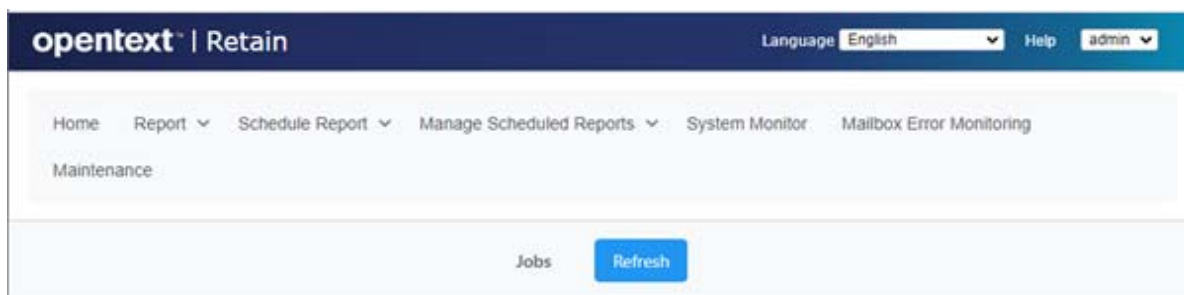 opentext™ | Retain Language English Help admin
Home Report Schedule Report Manage Scheduled Reports System Monitor Mailbox Error Monitoring
Maintenance
Jobs Refresh